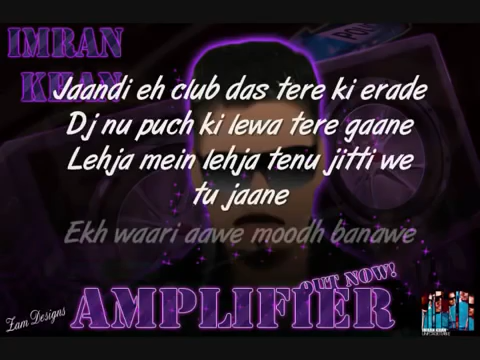 IMRAN
KHAN
Jaandi eh club das tere ki erade
Dj nu puch ki lewa tere gaane
Lehja mein lehja tenu jitti we
tu jaane
Ekh waari aawe moodh banawe
OUT NOW!
Zam Designs
AMPLIFIER